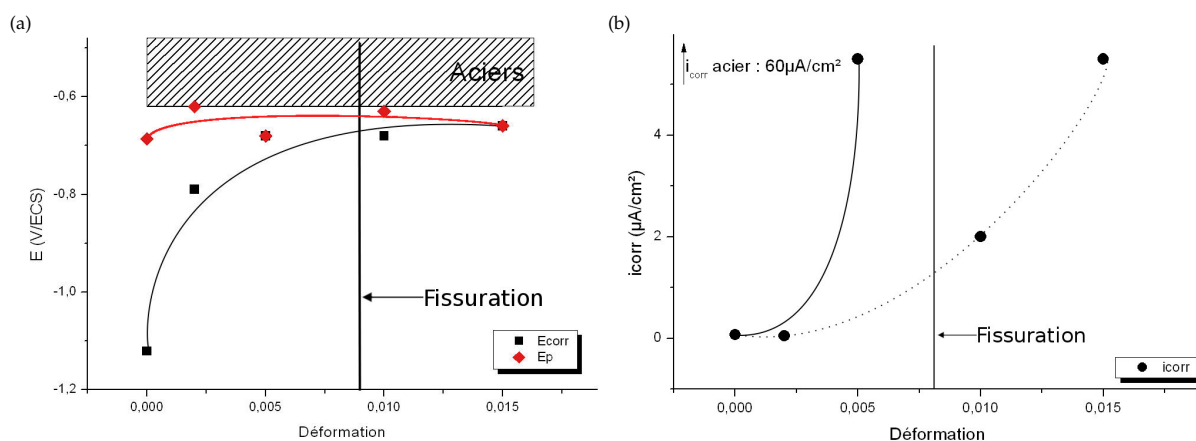 (a)
Aciers
-0,6
-0,8
-1,0
-1,2
E (V/ECS)
Fissuration
Ecorr
Ep
0,000
0,005
0,010
0,015
Déformation
(b)
i corr acier : 60µA/cm²
4
2
0
icorr (µA/cm²)
Fissuration
icorr
0,000
0,005
0,010
0,015
Déformation